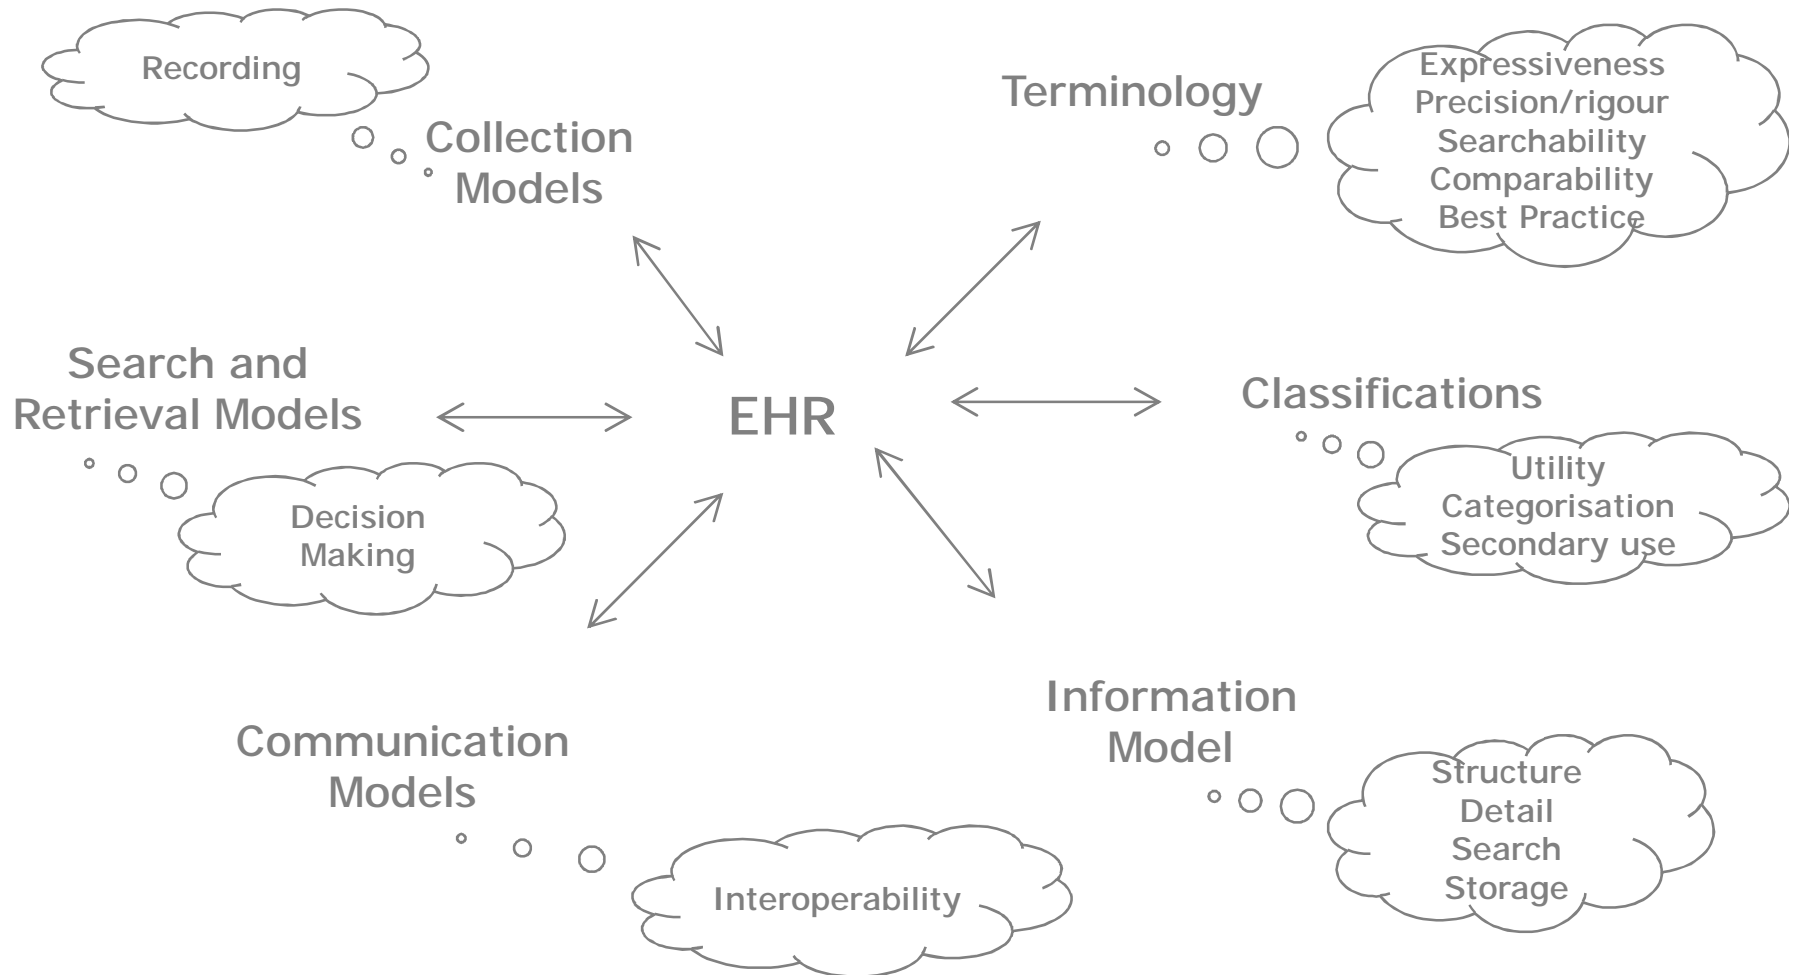 Recording
Collection
Models
Terminology
Expressiveness
Precision/rigour
Searchability
Comparability
Best Practice
Search and
Retrieval Models
Decision
Making
EHR
Classifications
Utility
Categorisation
Secondary use
Communication
Models
Interoperability
Information
Model
Structure
Detail
Search
Storage